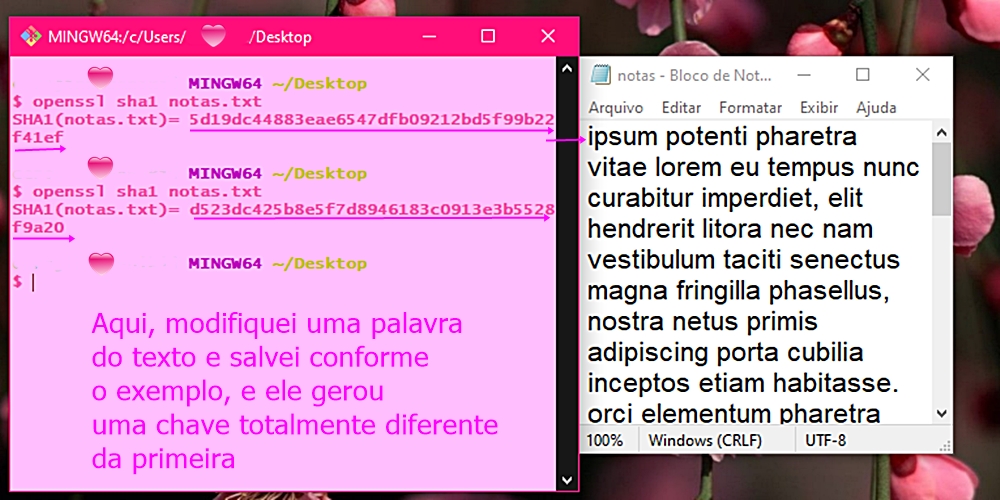 MINGW64:/c/Users/ /Desktop
MINGW64 ~/Desktop
$ openssl sha1 notas.txt
SHA1(notas.txt)= 5d19dc44883eae6547dfb09212bd5f99b22
f41ef
MINGW64 ~/Desktop
$ openssl sha1 notas.txt
SHA1(notas.txt)= d523dc425b8e5f7d8946183c0913e3b5528
f9a20
MINGW64 ~/Desktop
$
Aqui, modifiquei uma palavra
do texto e salvei conforme
o exemplo, e ele gerou
uma chave totalmente diferente
da primeira
notas - Bloco de Not...
Arquivo Editar Formatar Exibir Ajuda
ipsum potenti pharetra
vitae lorem eu tempus nunc
curabitur imperdiet, elit
hendrerit litora nec nam
vestibulum taciti senectus
magna fringilla phasellus,
nostra netus primis
adipiscing porta cubilia
inceptos etiam habitasse.
orci elementum pharetra
100% Windows (CRLF) UTF-8